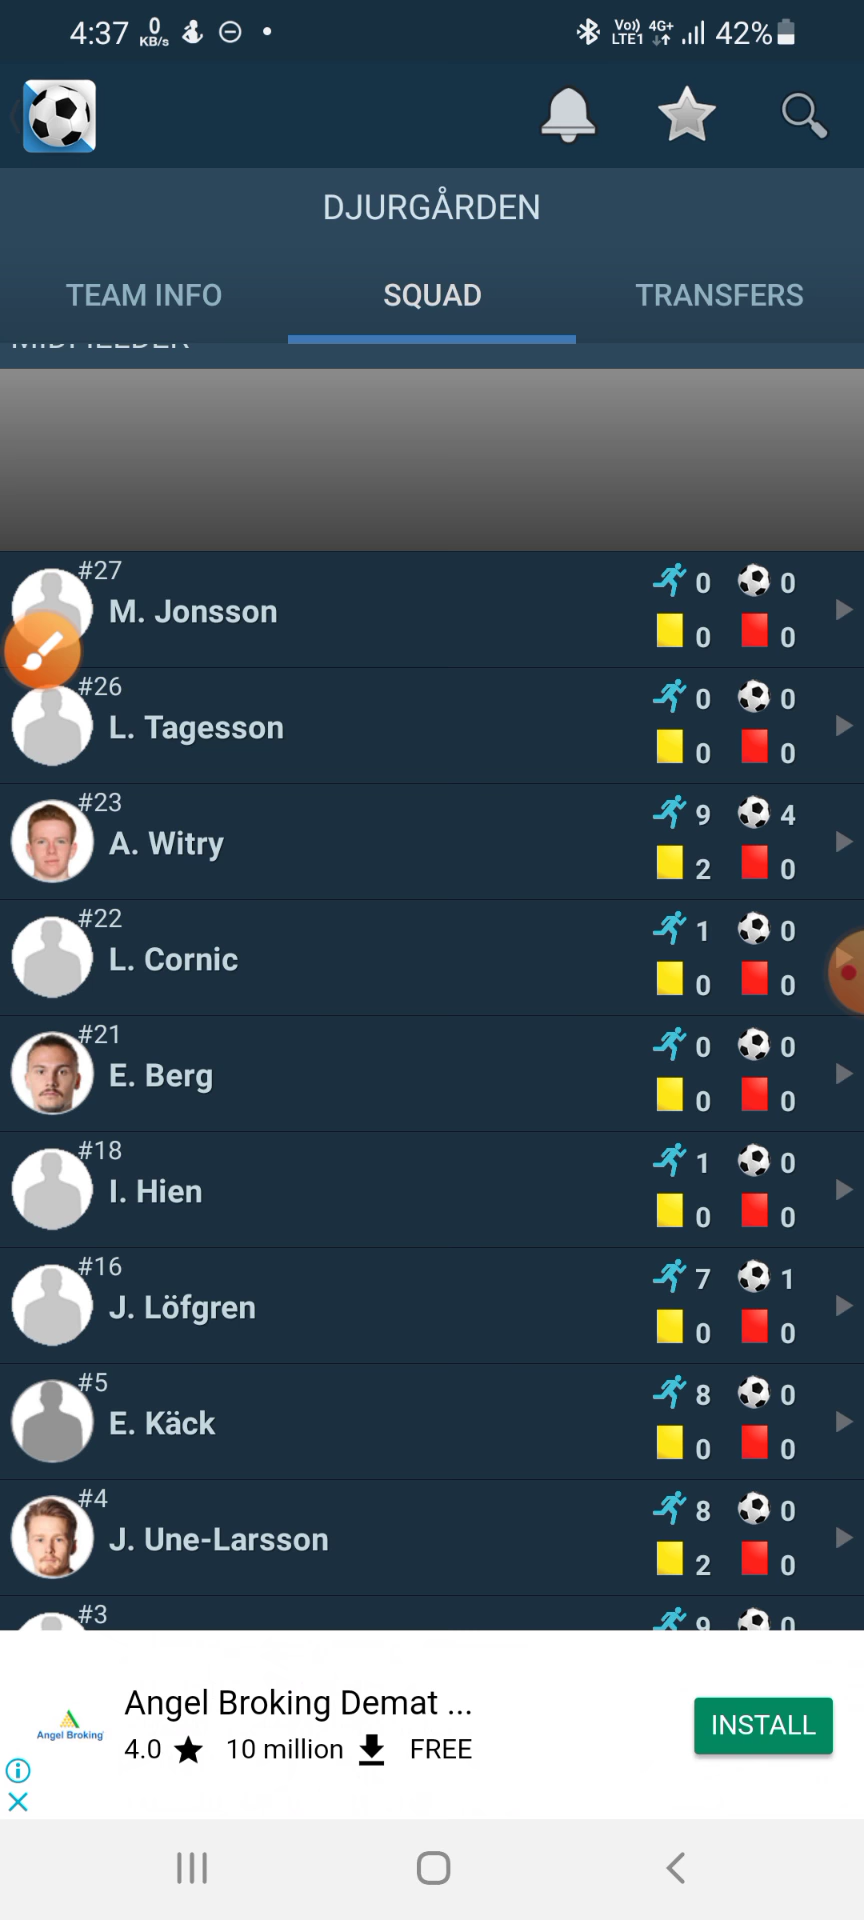 4:37 0 KB/s Vo)) LTE1 4G+ 42%
DJURGÅRDEN
TEAM INFO SQUAD TRANSFERS
MIDFIELDER
#27
M. Jonsson 0 0
0 0
#26
L. Tagesson 0 0
0 0
#23
A. Witry 9 4
2 0
#22
L. Cornic 1 0
0 0
#21
E. Berg 0 0
0 0
#18
I. Hien 1 0
0 0
#16
J. Löfgren 7 1
0 0
#5
E. Käck 8 0
0 0
#4
J. Une-Larsson 8 0
2 0
#3 9 0
Angel Broking Demat ...
Angel Broking
4.0 10 million FREE
INSTALL